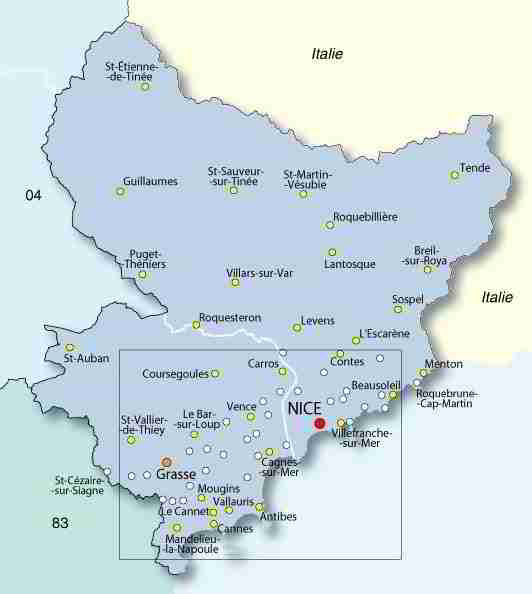 Italie
St-Étienne-
-de-Tinée
04
Guillaumes
St-Sauveur-
sur-Tinée
St-Martin-
-Vésubie
Tende
Roquebillière
Puget-
-Théniers
Villars-sur-Var
Lantosque
Breil-
-sur-Roya
Sospel
Italie
Roquesteron
Levens
L'Escarène
St-Auban
Coursegoules
Carros
Contes
Menton
Beausoleil
Roquebrune-
Cap-Martin
St-Vallier-
-de-Thiey
Le Bar-
-sur-Loup
Vence
NICE
Villefranche-
-sur-Mer
St-Cézaire-
-sur-Siagne
Grasse
Cagnes-
-sur-Mer
Mougins
Vallauris
Le Cannet
Antibes
83
Cannes
Mandelieu-
la-Napoule